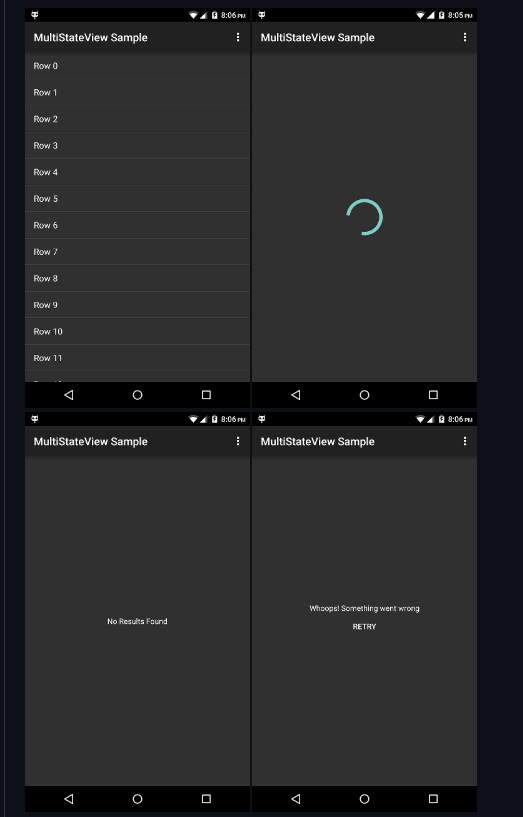 8:06 PM
MultiStateView Sample
Row 0
Row 1
Row 2
Row 3
Row 4
Row 5
Row 6
Row 7
Row 8
Row 9
Row 10
Row 11
8:05 PM
MultiStateView Sample
8:06 PM
MultiStateView Sample
No Results Found
8:06 PM
MultiStateView Sample
Whoops! Something went wrong
RETRY